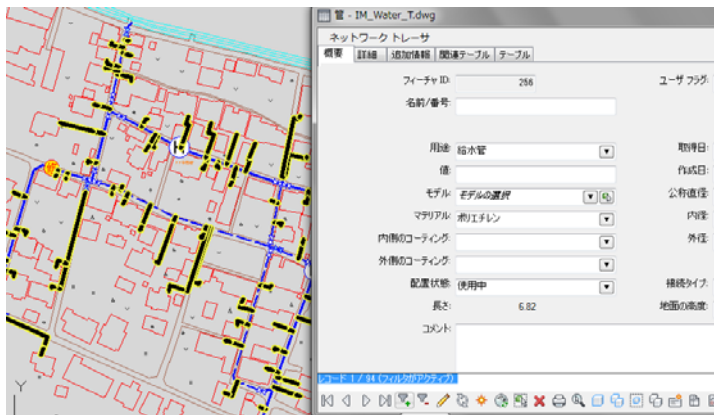 管 - IM_Water_T.dwg
ネットワーク トレーサ
概要 詳細 追加情報 関連テーブル テーブル
フィーチャ ID: 256 ユーザ フラグ:
名前/番号:
用途: 給水管 取得日:
値: 作成日:
モデル: モデルの選択 公称直径:
マテリアル: ポリエチレン 内径:
内側のコーティング: 外径:
外側のコーティング:
配置状態: 使用中 接続タイプ:
長さ: 6.82 地面の高度:
コメント:
レコード 1 / 94 (フィルタがアクティブ)
Y